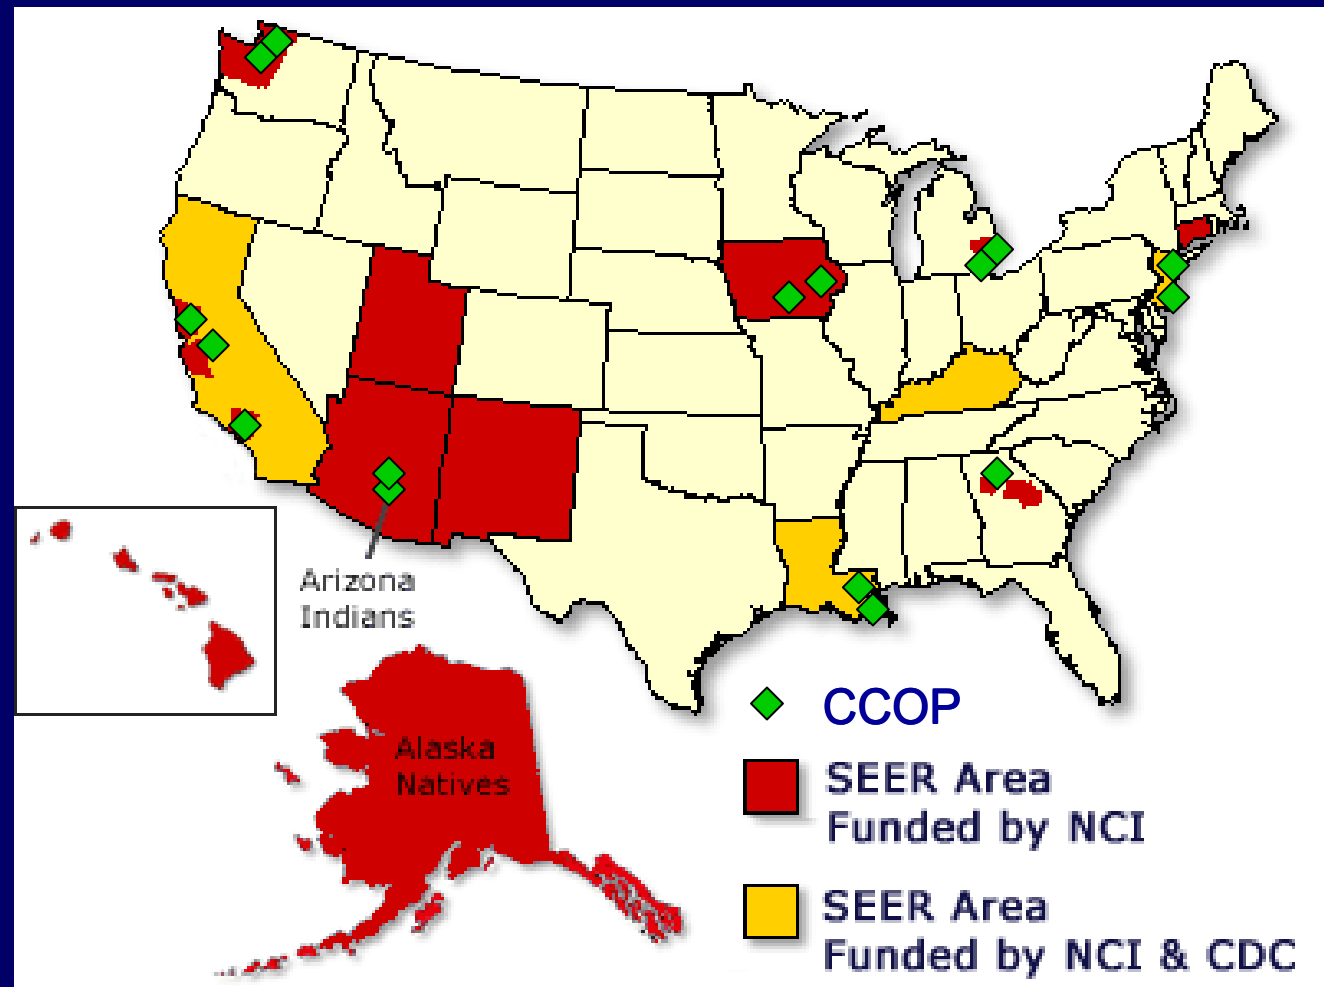 Arizona
Indians
Alaska
Natives
CCOP
SEER Area
Funded by NCI
SEER Area
Funded by NCI & CDC